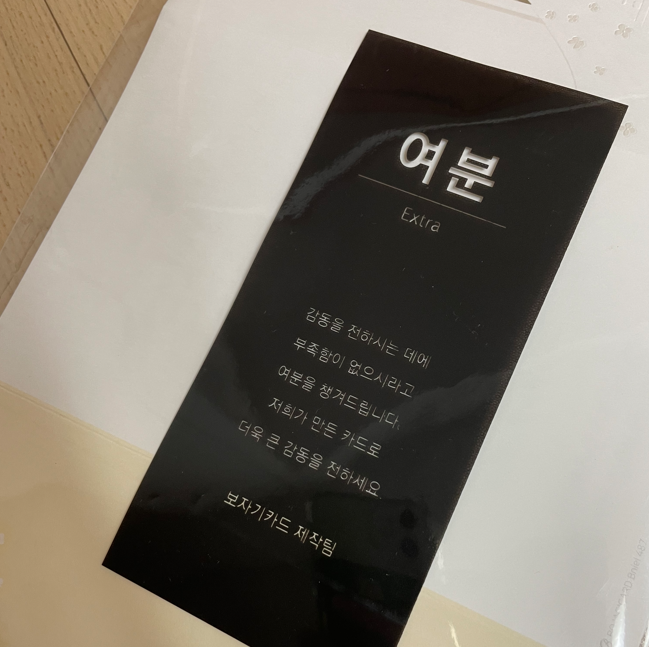 여분
Extra
감동을 전하시는 데에
부족함이 없으시라고
여분을 챙겨드립니다.
저희가 만든 카드로
더욱 큰 감동을 전하세요.
보자기카드 제작팀